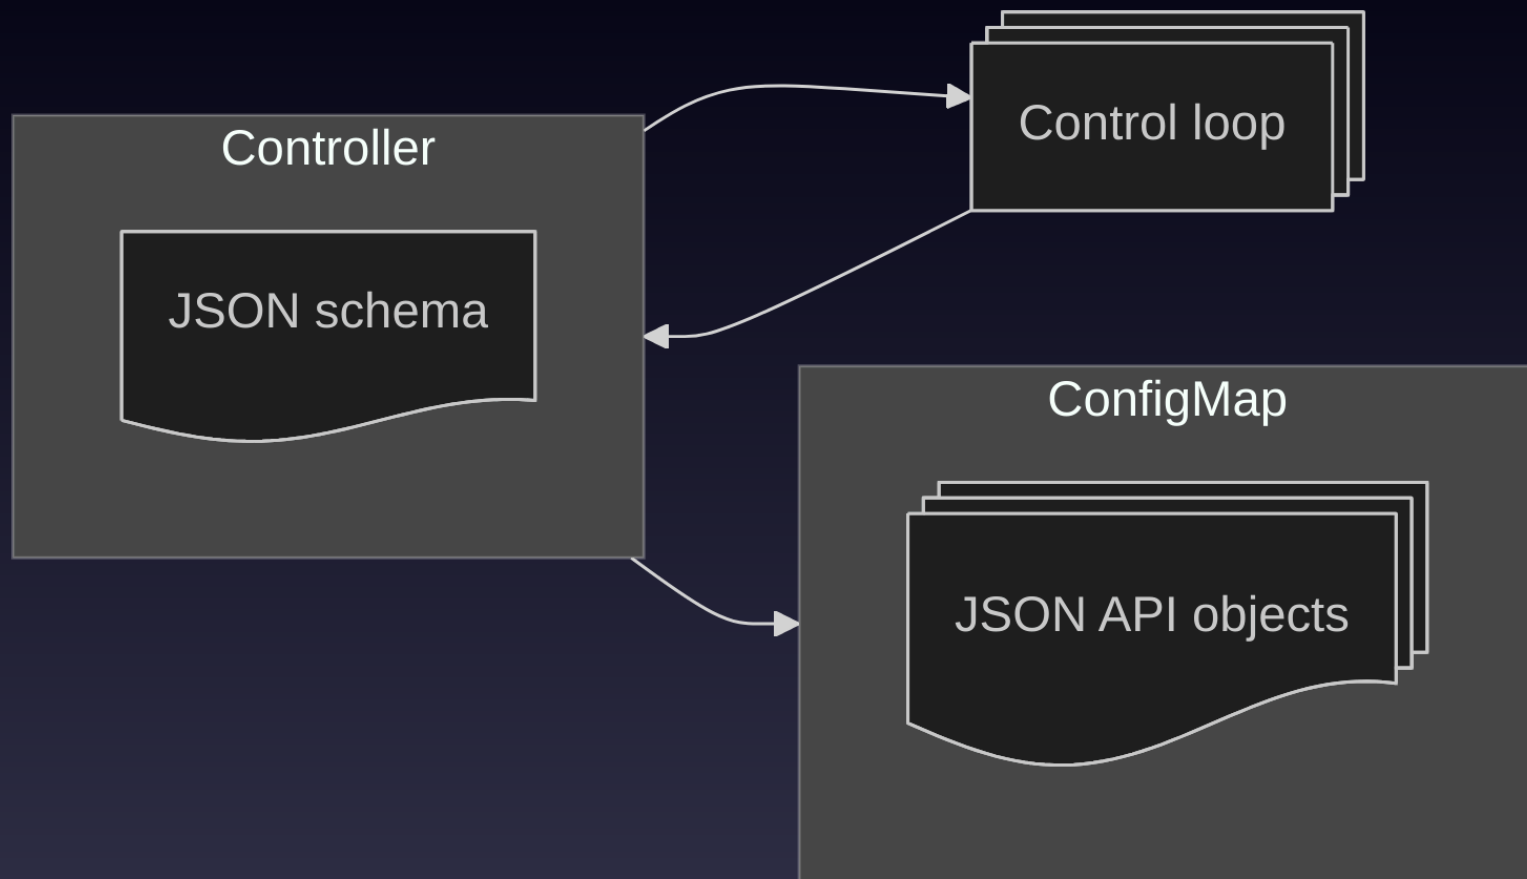 Control loop
Controller
JSON schema
ConfigMap
JSON API objects